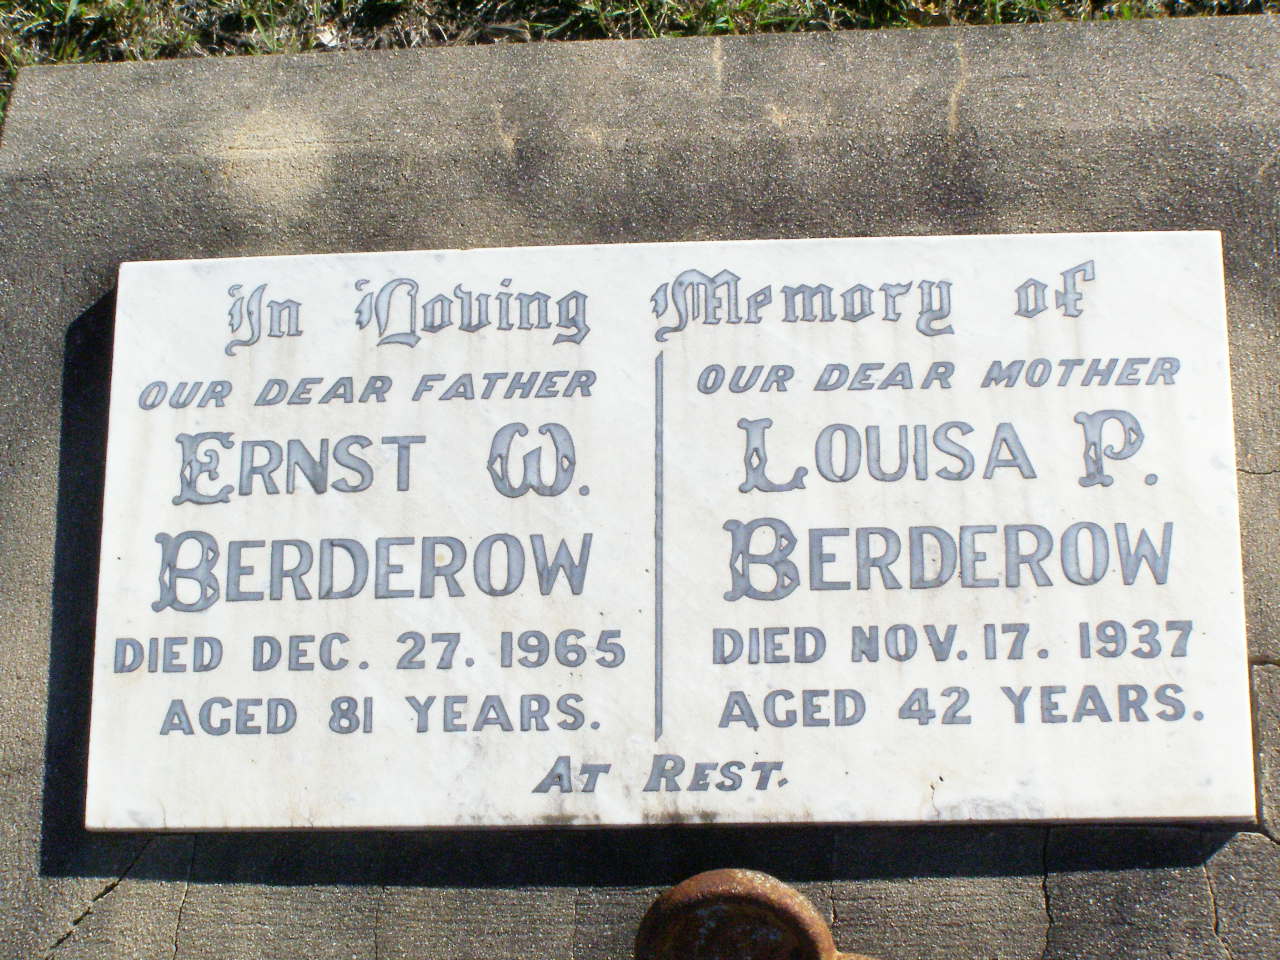 In Loving Memory of
OUR DEAR FATHER
ERNST W.
BERDEROW
DIED DEC. 27. 1965
AGED 81 YEARS.
OUR DEAR MOTHER
LOUISA P.
BERDEROW
DIED NOV. 17. 1937
AGED 42 YEARS.
AT REST.